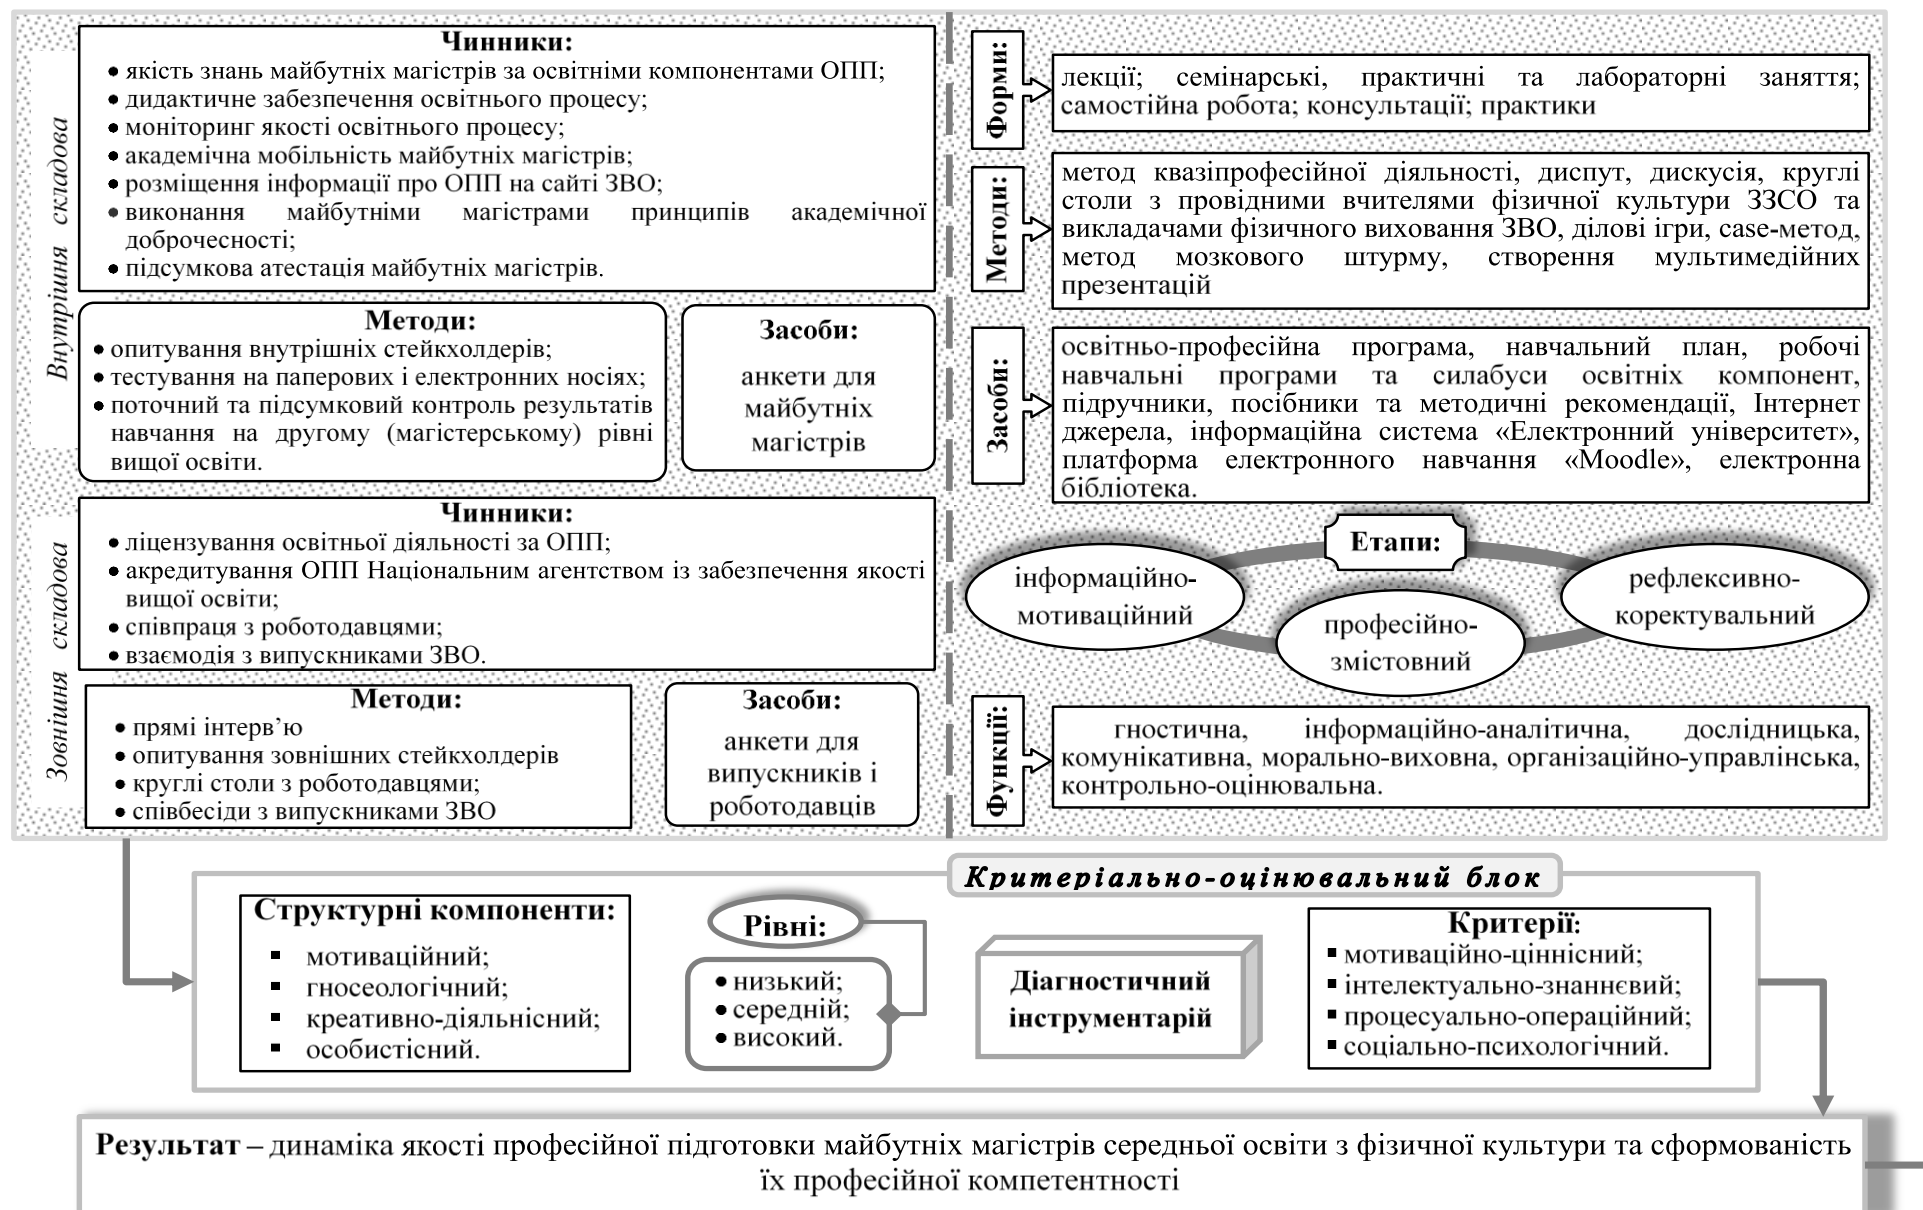 Внутрішня складова
Чинники:
• якість знань майбутніх магістрів за освітніми компонентами ОПП;
• дидактичне забезпечення освітнього процесу;
• моніторинг якості освітнього процесу;
• академічна мобільність майбутніх магістрів;
• розміщення інформації про ОПП на сайті ЗВО;
• виконання майбутніми магістрами принципів академічної
доброчесності;
• підсумкова атестація майбутніх магістрів.
Методи:
• опитування внутрішніх стейкхолдерів;
• тестування на паперових і електронних носіях;
• поточний та підсумковий контроль результатів
навчання на другому (магістерському) рівні
вищої освіти.
Засоби:
анкети для
майбутніх
магістрів
Зовнішня складова
Чинники:
• ліцензування освітньої діяльності за ОПП;
• акредитування ОПП Національним агентством із забезпечення якості
вищої освіти;
• співпраця з роботодавцями;
• взаємодія з випускниками ЗВО.
Методи:
• прямі інтерв’ю
• опитування зовнішних стейкхолдерів
• круглі столи з роботодавцями;
• співбесіди з випускниками ЗВО
Засоби:
анкети для
випускників і
роботодавців
Форми:
лекції; семінарські, практичні та лабораторні заняття;
самостійна робота; консультації; практики
Методи:
метод квазіпрофесійної діяльності, диспут, дискусія, круглі
столи з провідними вчителями фізичної культури ЗЗСО та
викладачами фізичного виховання ЗВО, ділові ігри, case-метод,
метод мозкового штурму, створення мультимедійних
презентацій
Засоби:
освітньо-професійна програма, навчальний план, робочі
навчальні програми та силабуси освітніх компонент,
підручники, посібники та методичні рекомендації, Інтернет
джерела, інформаційна система «Електронний університет»,
платформа електронного навчання «Moodle», електронна
бібліотека.
Етапи:
інформаційно-
мотиваційний
професійно-
змістовний
рефлексивно-
коректувальний
Функції:
гностична, інформаційно-аналітична, дослідницька,
комунікативна, морально-виховна, організаційно-управлінська,
контрольно-оцінювальна.
Критеріально-оцінювальний блок
Структурні компоненти:
▪ мотиваційний;
▪ гносеологічний;
▪ креативно-діяльнісний;
▪ особистісний.
Рівні:
• низький;
• середній;
• високий.
Діагностичний
інструментарій
Критерії:
▪ мотиваційно-ціннісний;
▪ інтелектуально-знаннєвий;
▪ процесуально-операційний;
▪ соціально-психологічний.
Результат – динаміка якості професійної підготовки майбутніх магістрів середньої освіти з фізичної культури та сформованість
їх професійної компетентності